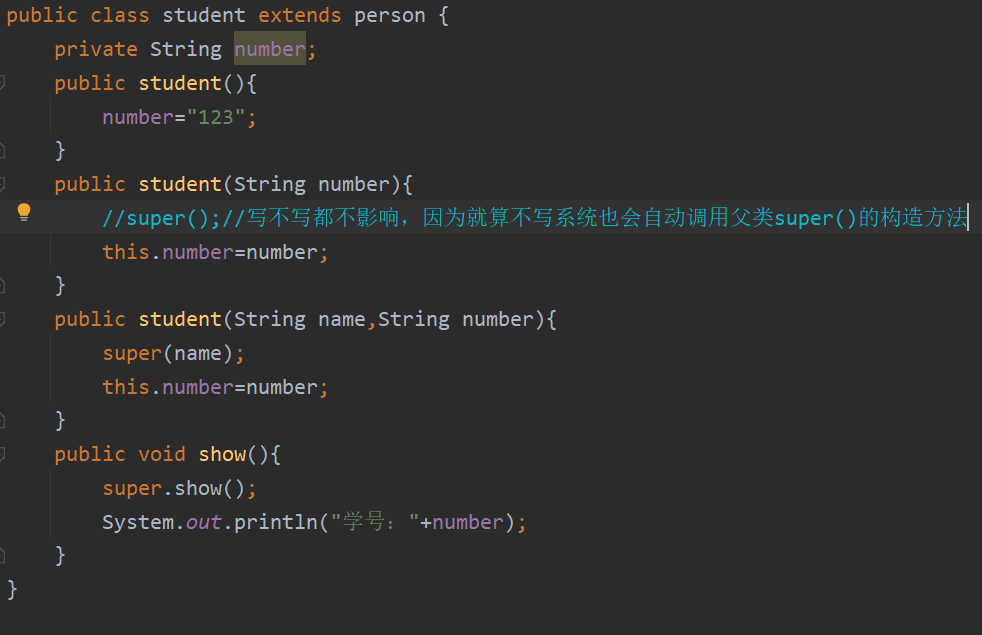 public class student extends person {
private String number;
public student(){
number="123";
}
public student(String number){
//super();//写不写都不影响，因为就算不写系统也会自动调用父类super()的构造方法
this.number=number;
}
public student(String name,String number){
super(name);
this.number=number;
}
public void show(){
super.show();
System.out.println("学号："+number);
}
}